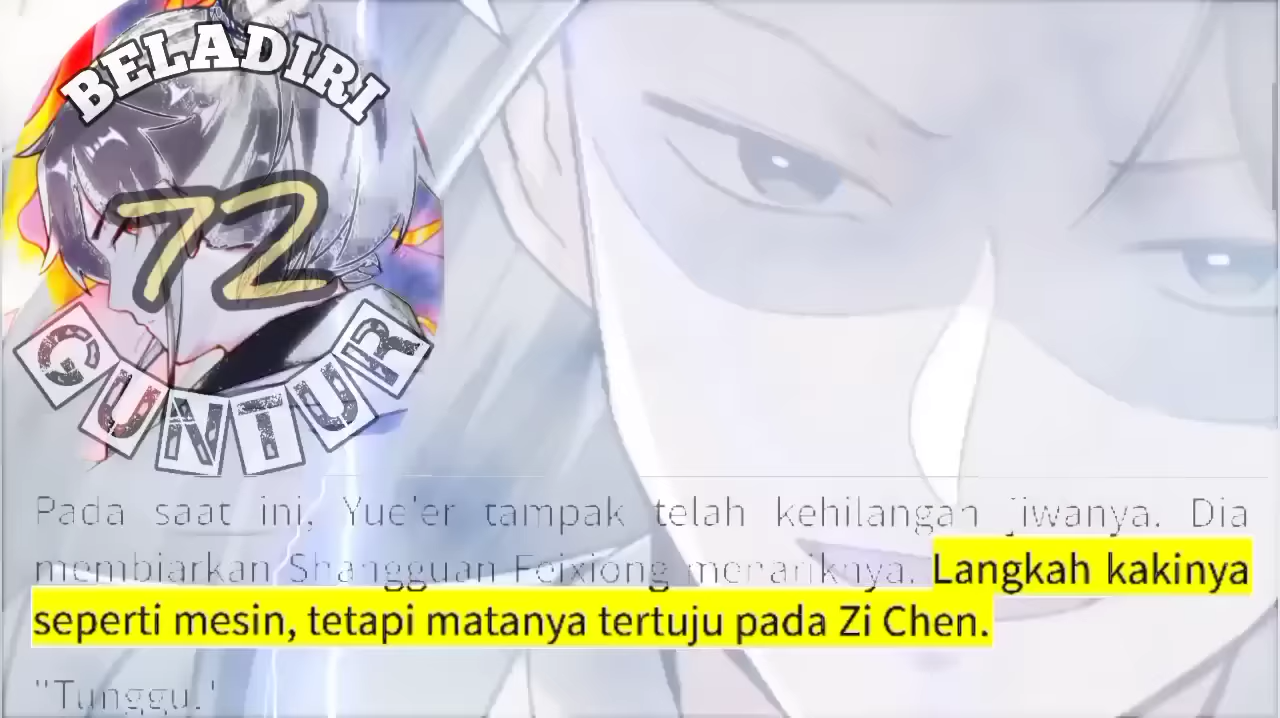 BELADIRI
72
GUNTUR
Pada saat ini, Yue'er tampak telah kehilangan jiwanya. Dia
membiarkan Shangguan Feixiong menariknya. Langkah kakinya
seperti mesin, tetapi matanya tertuju pada Zi Chen.
"Tunggu."